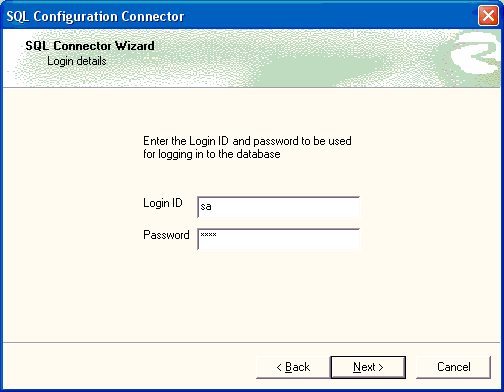 SQL Configuration Connector
SQL Connector Wizard
Login details
Enter the Login ID and password to be used
for logging in to the database
Login ID
sa
Password
****
< Back
Next >
Cancel